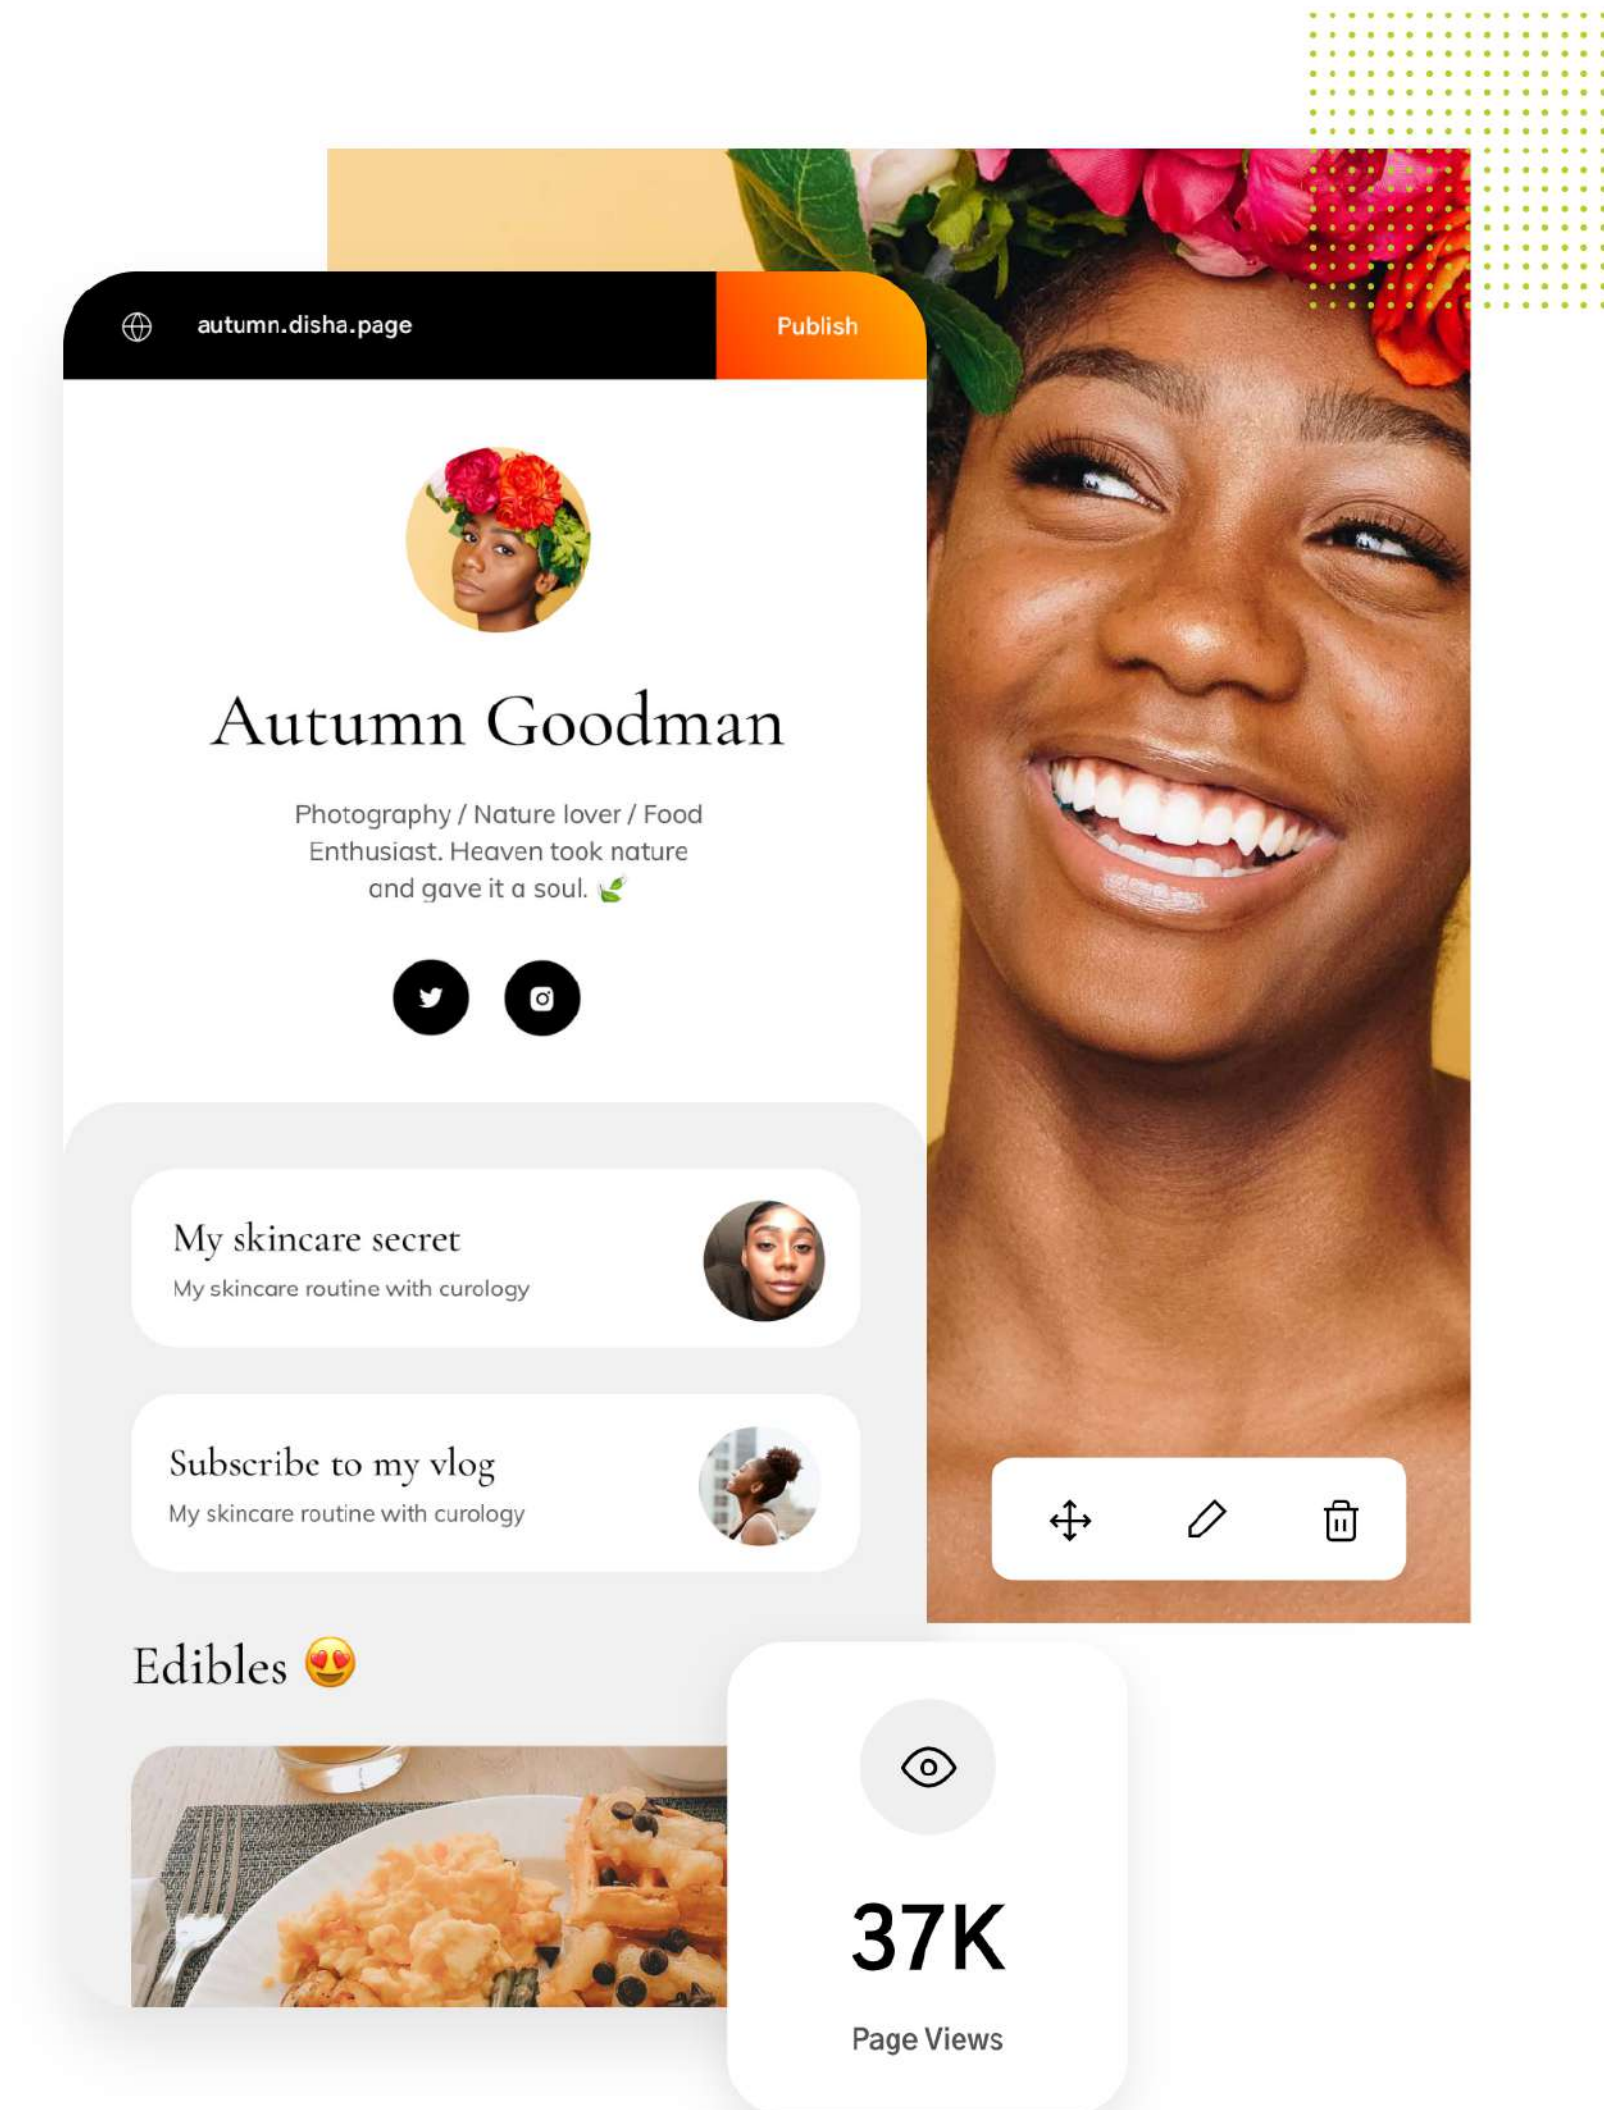 autumn.disha.page
Publish
Autumn Goodman
Photography / Nature lover / Food
Enthusiast. Heaven took nature
and gave it a soul. 🌿
My skincare secret
My skincare routine with curology
Subscribe to my vlog
My skincare routine with curology
Edibles 😍
37K
Page Views